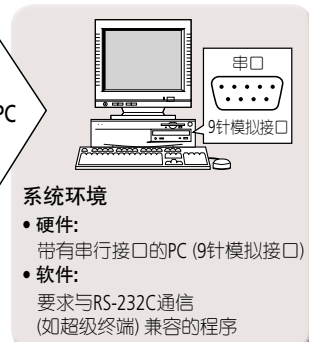 串口
PC
9针模拟接口
系统环境
• 硬件:
带有串行接口的PC (9针模拟接口)
• 软件:
要求与RS-232C通信
(如超级终端) 兼容的程序